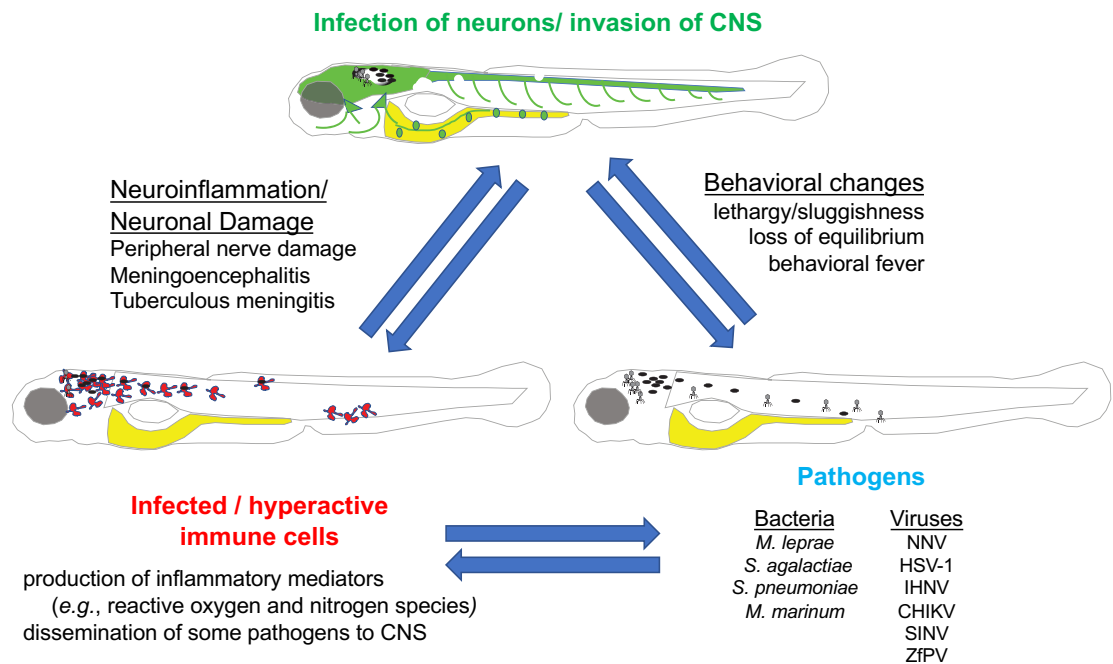 Infection of neurons/ invasion of CNS
Neuroinflammation/
Neuronal Damage
Peripheral nerve damage
Meningoencephalitis
Tuberculous meningitis
Behavioral changes
lethargy/sluggishness
loss of equilibrium
behavioral fever
Infected / hyperactive
immune cells
production of inflammatory mediators
(e.g., reactive oxygen and nitrogen species)
dissemination of some pathogens to CNS
Pathogens
Bacteria
M. leprae
S. agalactiae
S. pneumoniae
M. marinum
Viruses
NNV
HSV-1
IHNV
CHIKV
SINV
ZfPV